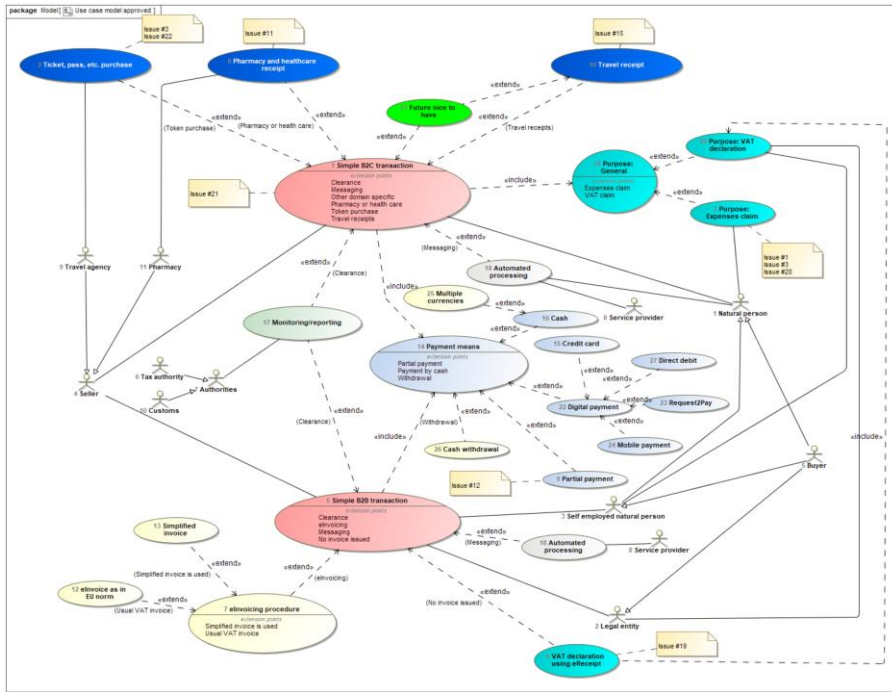 package Model[ Use case model approved ]
Issue #3
Issue #22
Issue #11
Issue #15
2 Ticket, pass, etc. purchase
Pharmacy and healthcare
receipt
Travel receipt
«extend»
«extend»
«extend»
«extend»
«extend»
Future nice to
have
(Token purchase)
(Pharmacy or health care)
(Travel receipts)
Simple B2C transaction
extension points
Clearance
Messaging
Other domain specific
Pharmacy or health care
Token purchase
Travel receipts
Issue #21
«include»
Purpose:
General
extension points
Expenses claim
VAT claim
«extend»
Purpose: VAT
declaration
«extend»
Purpose:
Expenses claim
Issue #1
Issue #3
Issue #20
9 Travel agency
11 Pharmacy
«extend»
(Clearance)
«extend»
(Messaging)
18 Automated
processing
8 Service provider
1 Natural person
«include»
25 Multiple
currencies
«extend»
16 Cash
«extend»
17 Monitoring/reporting
14 Payment means
extension points
Partial payment
Payment by cash
Withdrawal
15 Credit card
«extend»
27 Direct debit
«extend»
«extend»
22 Digital payment
«extend»
23 Request2Pay
«extend»
24 Mobile payment
6 Tax authority
7 Authorities
10 Customs
4 Seller
«extend»
(Clearance)
«include»
(Withdrawal)
«extend»
«extend»
26 Cash withdrawal
9 Partial payment
Issue #12
«include»
5 Buyer
Simple B2B transaction
extension points
Clearance
eInvoicing
Messaging
No invoice issued
3 Self employed natural person
«extend»
(Messaging)
18 Automated
processing
8 Service provider
13 Simplified
invoice
«extend»
(Simplified invoice is used)
«extend»
(eInvoicing)
12 eInvoice as in
EU norm
«extend»
(Usual VAT invoice)
7 eInvoicing procedure
extension points
Simplified invoice is used
Usual VAT invoice
«extend»
(No invoice issued)
2 Legal entity
VAT declaration
using eReceipt
Issue #19